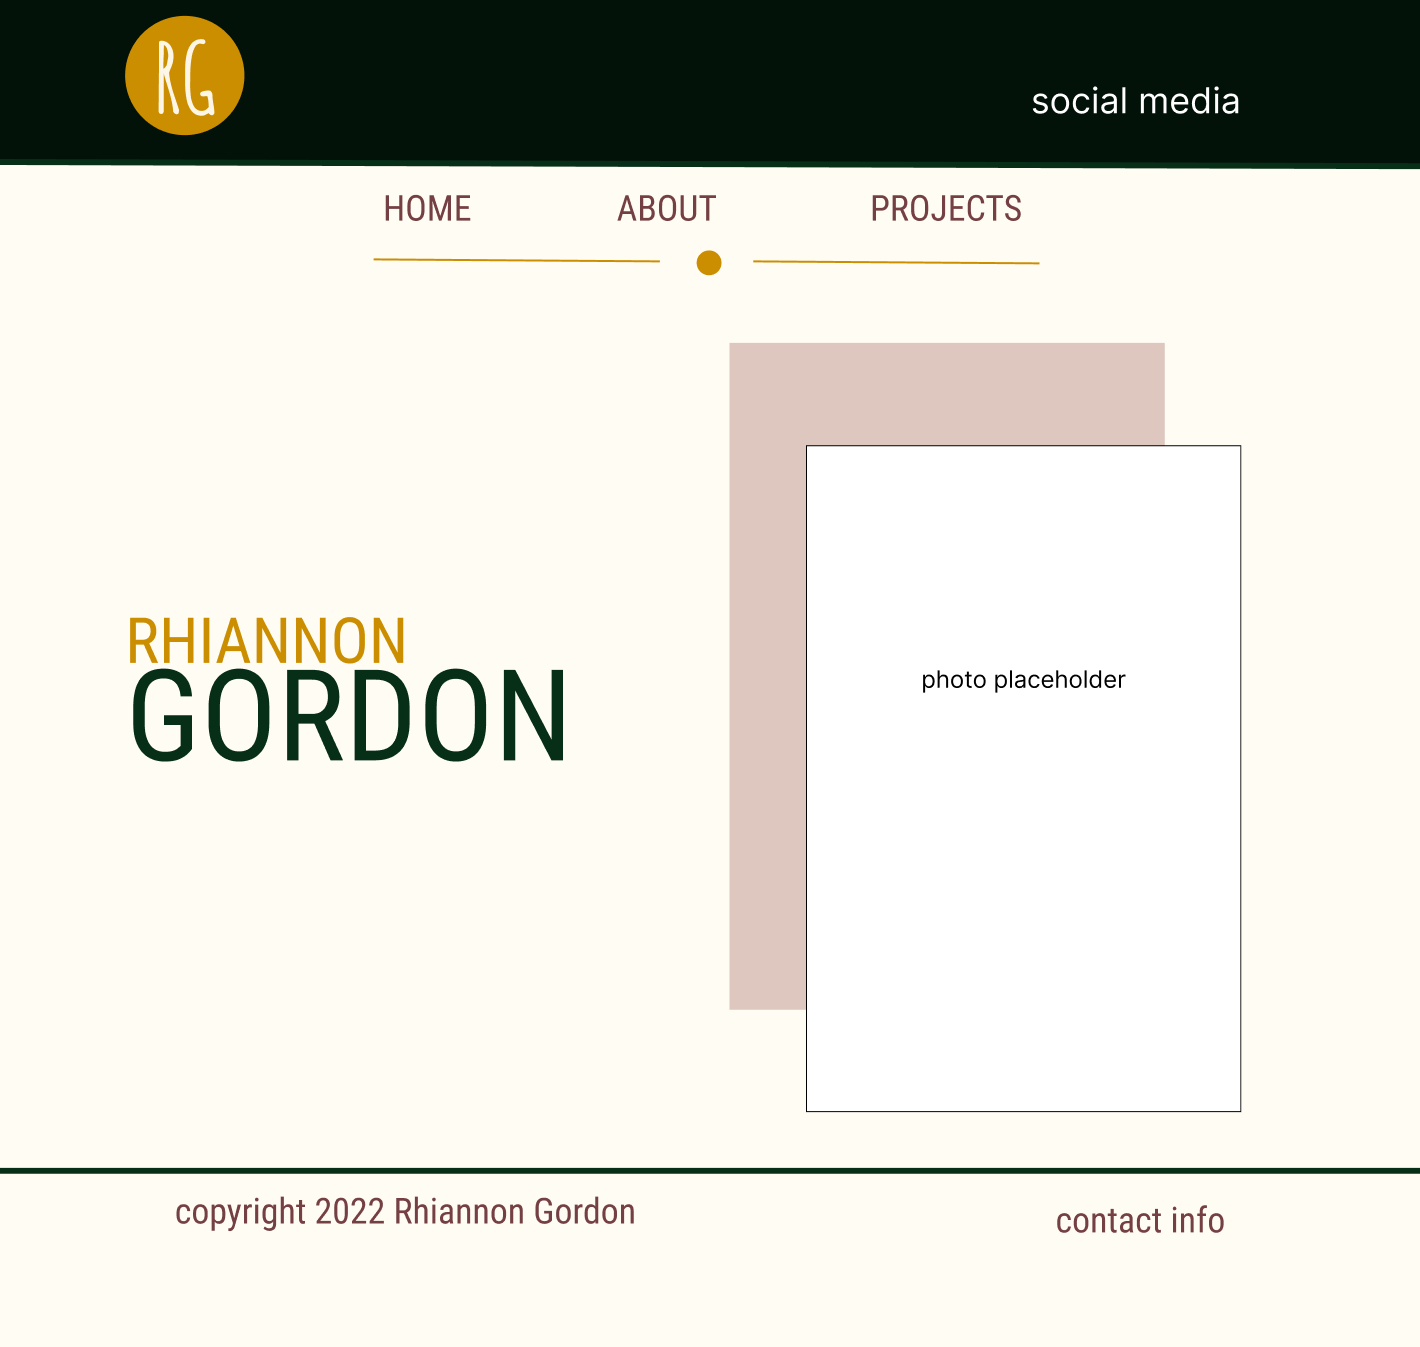 RG
social media
HOME ABOUT PROJECTS
RHIANNON
GORDON
photo placeholder
copyright 2022 Rhiannon Gordon
contact info